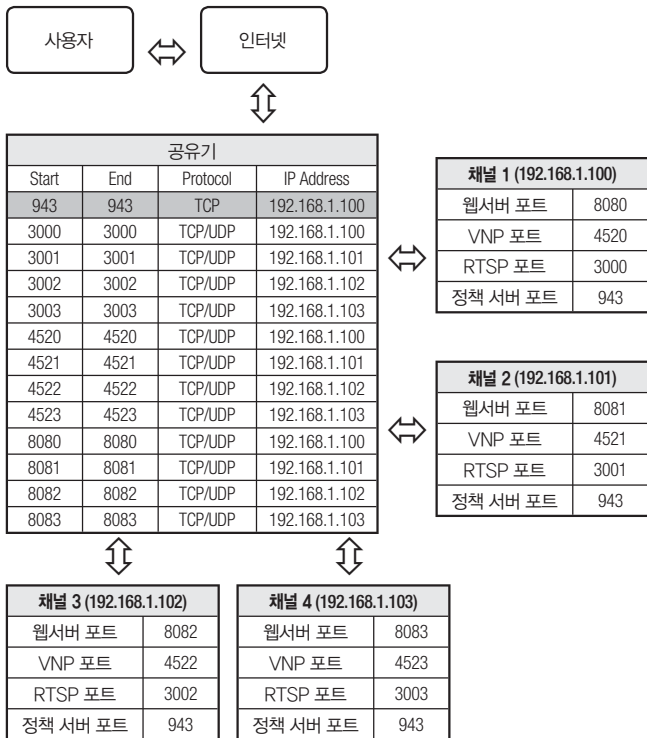 사용자
인터넷
공유기
Start End Protocol IP Address
943 943 TCP 192.168.1.100
3000 3000 TCP/UDP 192.168.1.100
3001 3001 TCP/UDP 192.168.1.101
3002 3002 TCP/UDP 192.168.1.102
3003 3003 TCP/UDP 192.168.1.103
4520 4520 TCP/UDP 192.168.1.100
4521 4521 TCP/UDP 192.168.1.101
4522 4522 TCP/UDP 192.168.1.102
4523 4523 TCP/UDP 192.168.1.103
8080 8080 TCP/UDP 192.168.1.100
8081 8081 TCP/UDP 192.168.1.101
8082 8082 TCP/UDP 192.168.1.102
8083 8083 TCP/UDP 192.168.1.103
채널 1 (192.168.1.100)
웹서버 포트 8080
VNP 포트 4520
RTSP 포트 3000
정책 서버 포트 943
채널 2 (192.168.1.101)
웹서버 포트 8081
VNP 포트 4521
RTSP 포트 3001
정책 서버 포트 943
채널 3 (192.168.1.102)
웹서버 포트 8082
VNP 포트 4522
RTSP 포트 3002
정책 서버 포트 943
채널 4 (192.168.1.103)
웹서버 포트 8083
VNP 포트 4523
RTSP 포트 3003
정책 서버 포트 943